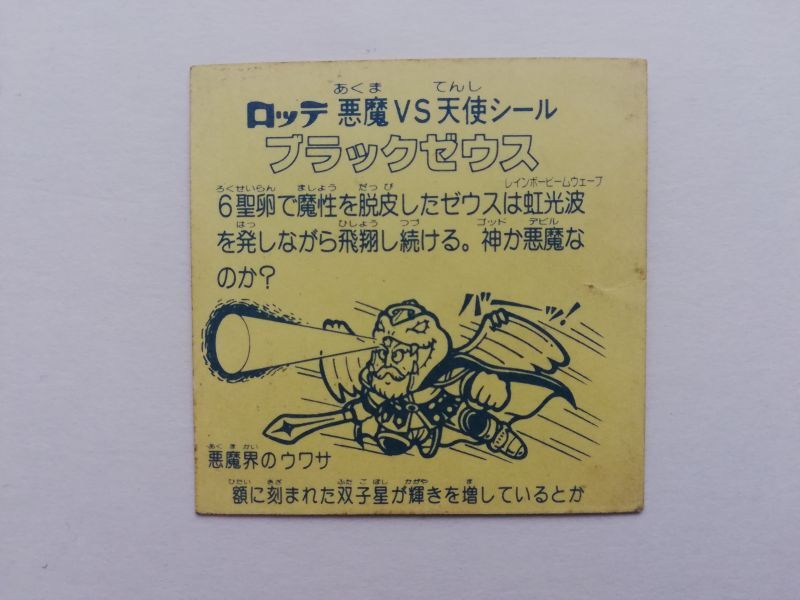 あくま てんし
ロッテ 悪魔VS天使シール
ブラックゼウス
ろくせいらん ましょう だっぴ レインボービームウェーブ
6聖卵で魔性を脱皮したゼウスは虹光波
はっ ひしょう つづ ゴッド デビル
を発しながら飛翔し続ける。神か悪魔な
のか?
バーッ!
あくまかい
悪魔界のウワサ
ひたい きざ ふたごぼし かがや ま
額に刻まれた双子星が輝きを増しているとか